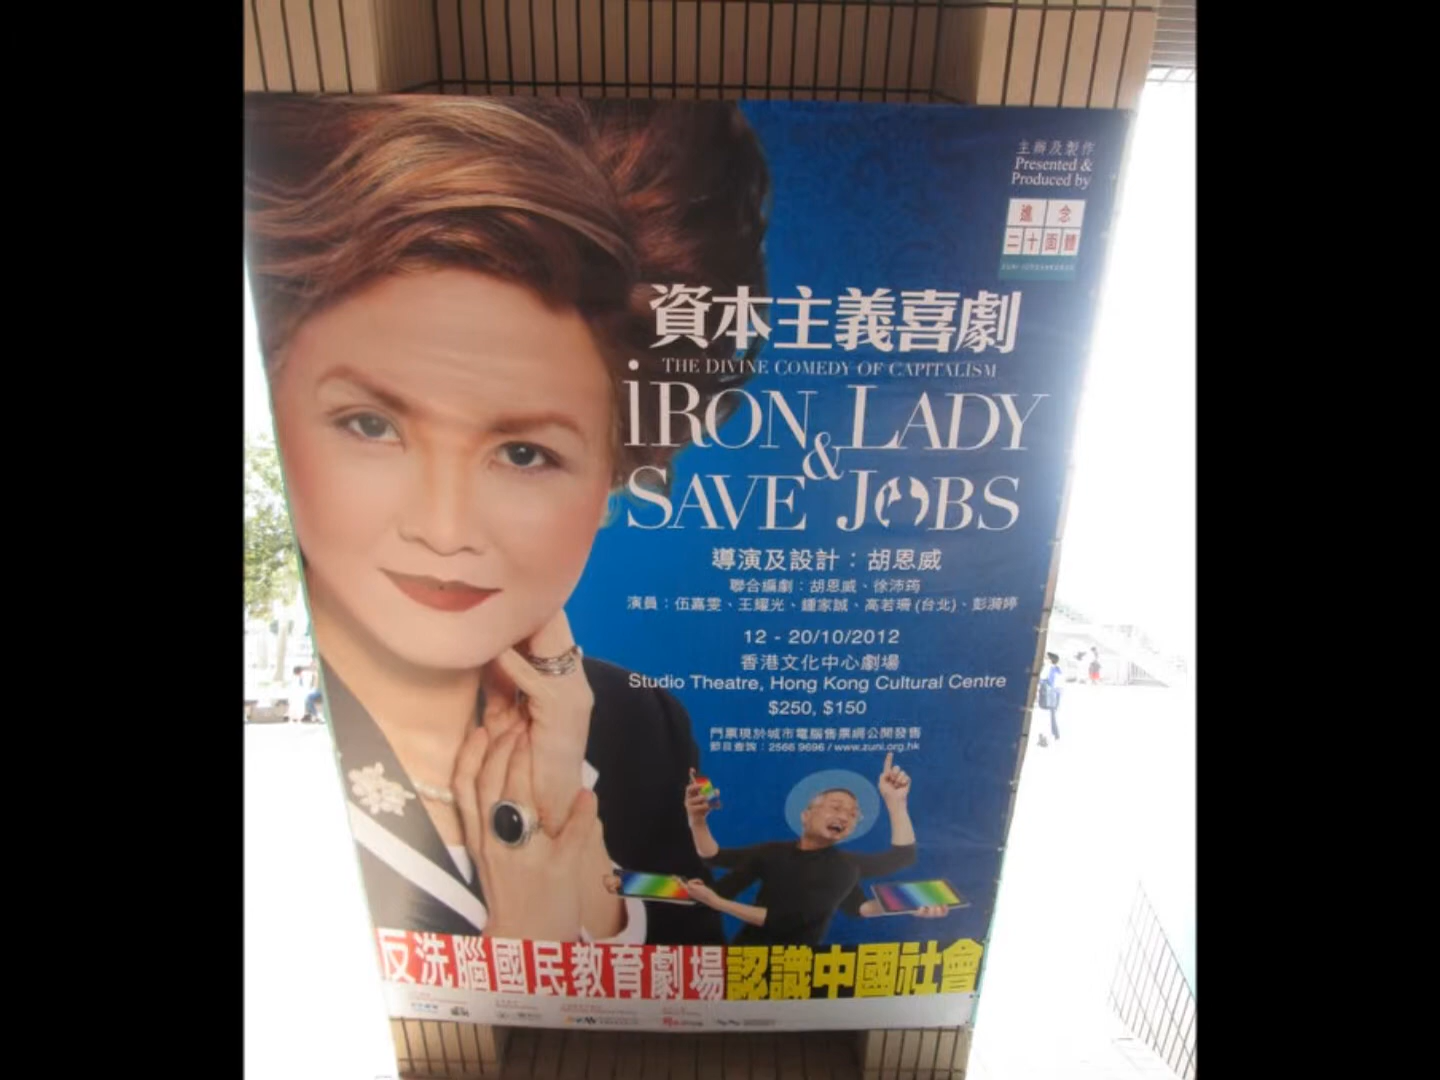 主辦及製作
Presented &
Produced by
進念
二十面體
資本主義喜劇
THE DIVINE COMEDY OF CAPITALISM
iRON LADY
&
SAVE JOBS
導演及設計：胡恩威
聯合編劇：胡恩威、徐沛筠
演員：伍嘉雯、王耀光、鍾家誠、高若珊(台北)、彭漪婷
12 - 20/10/2012
香港文化中心劇場
Studio Theatre, Hong Kong Cultural Centre
$250, $150
門票現於城市電腦售票網公開發售
節目查詢：2566 9696 / www.zuni.org.hk
反洗腦國民教育劇場認識中國社會